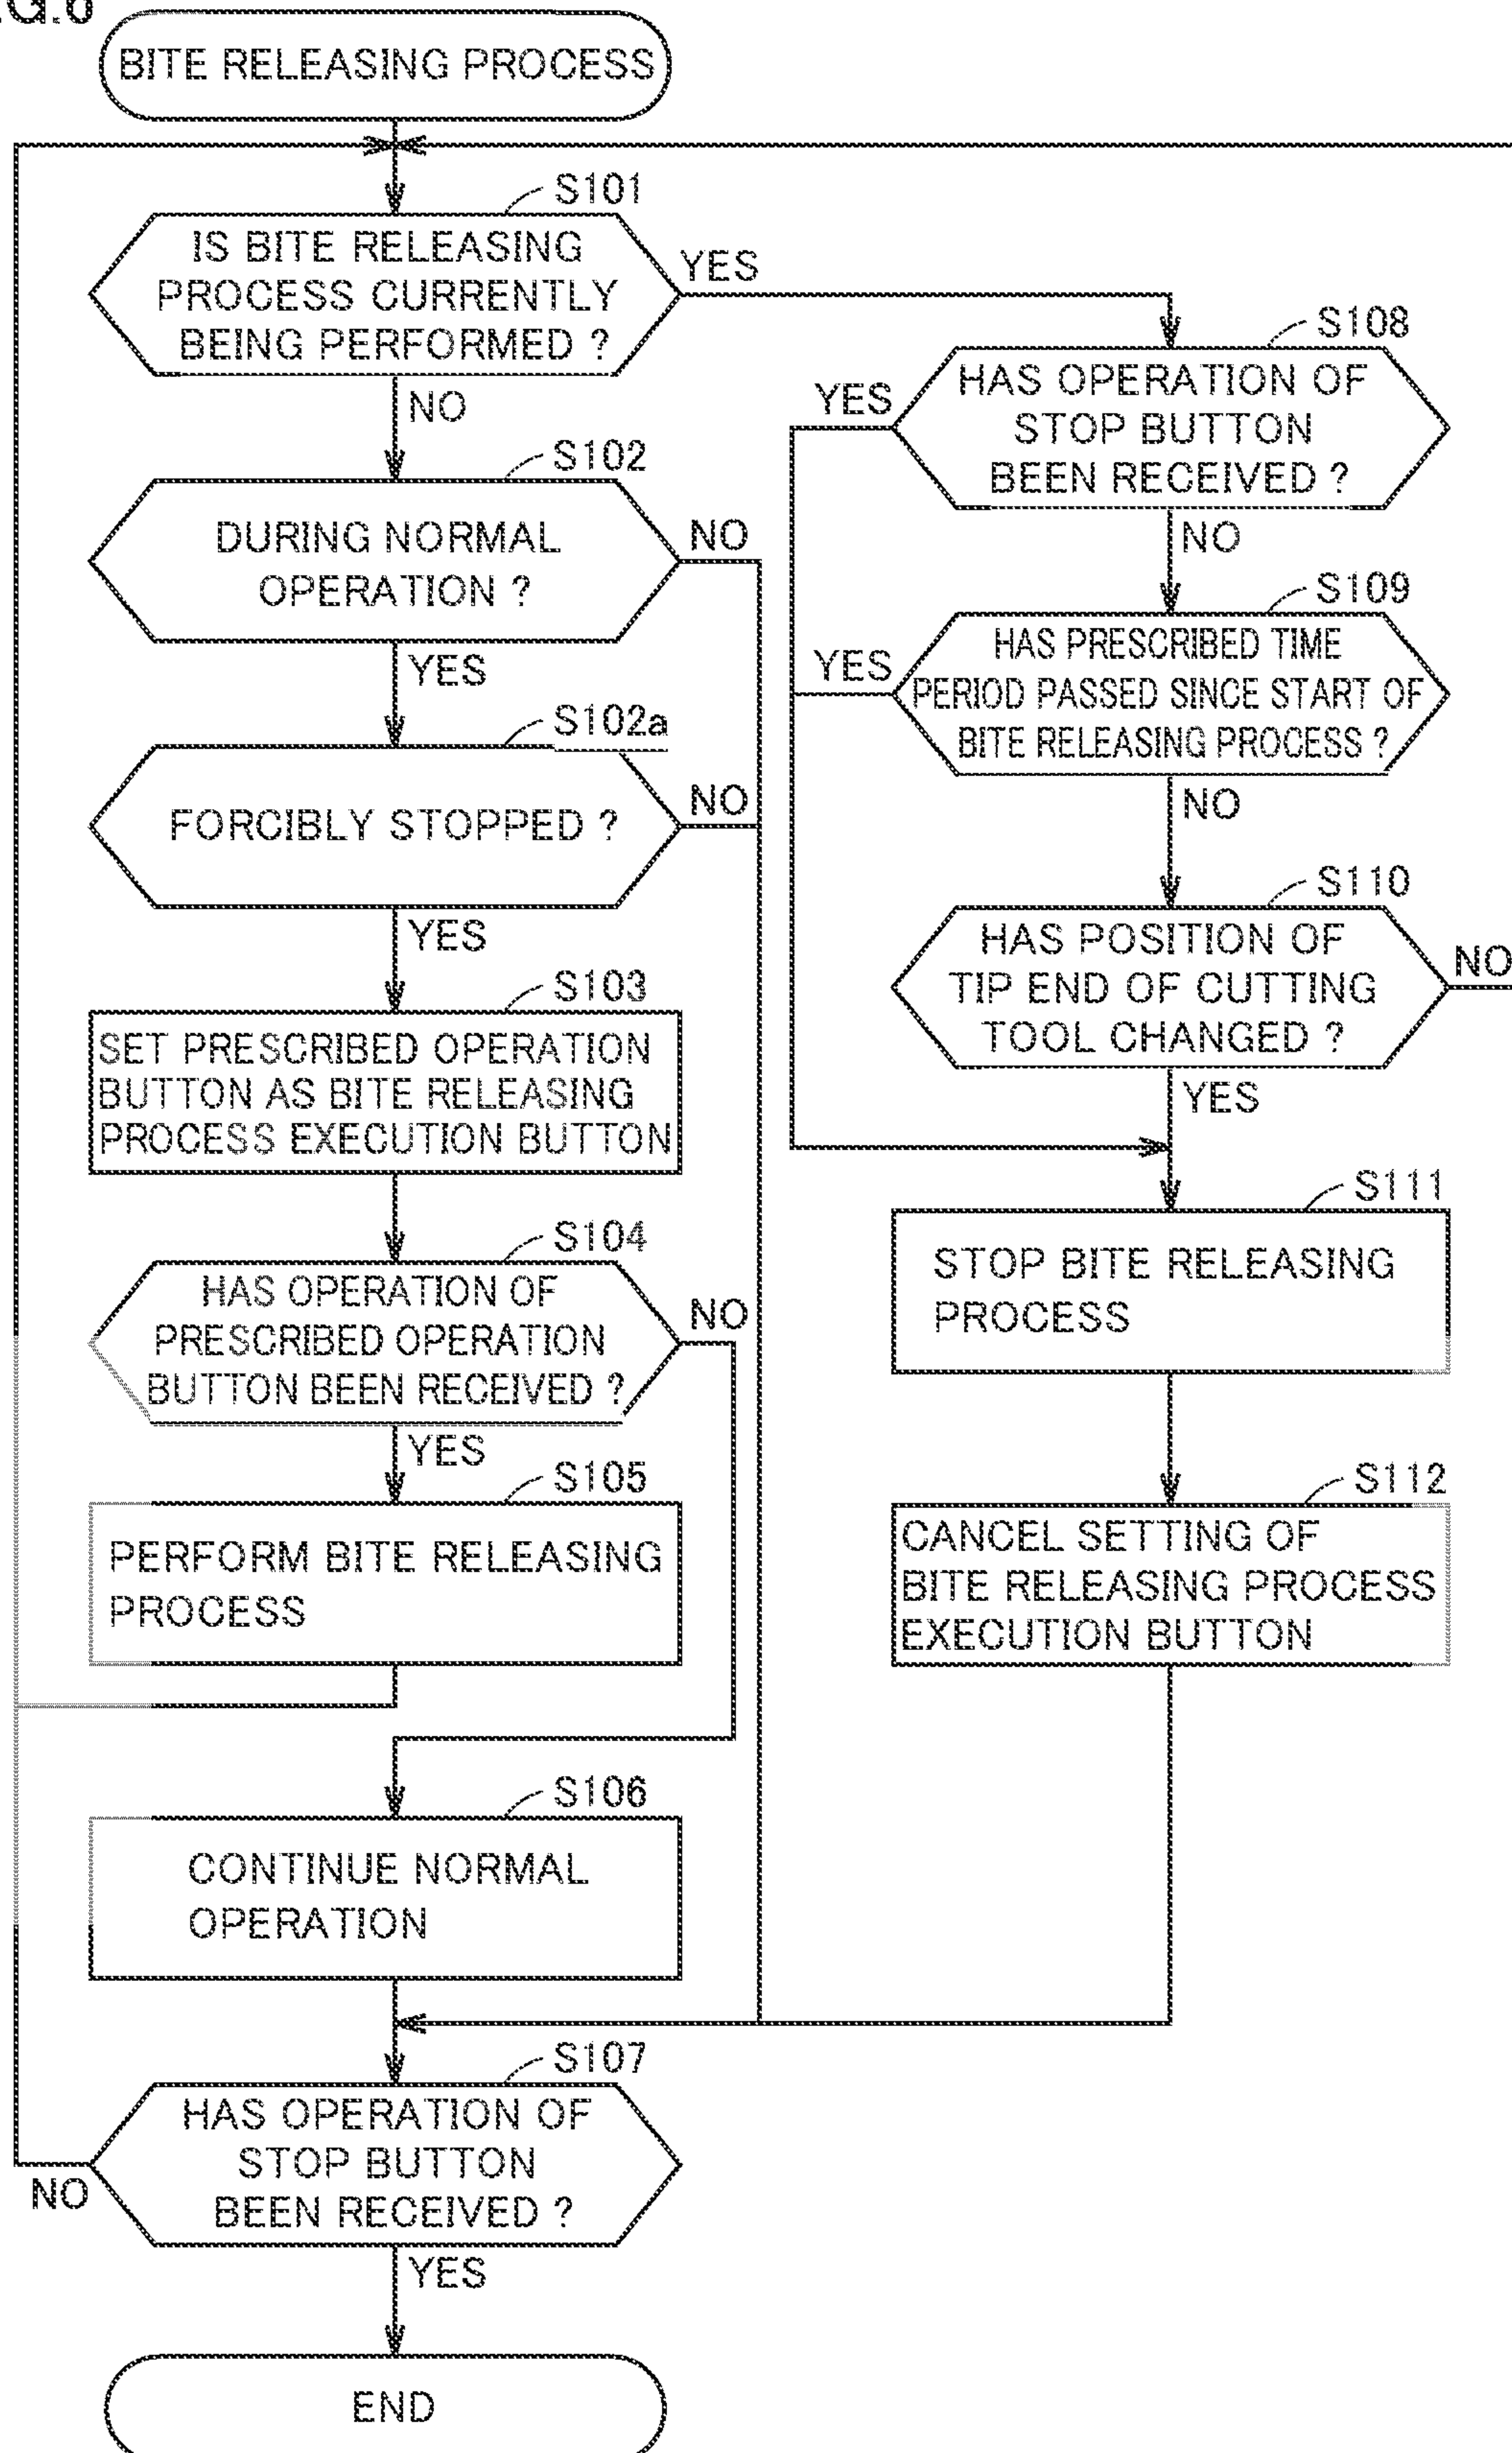 G.8
BITE RELEASING PROCESS
S101
IS BITE RELEASING
PROCESS CURRENTLY
BEING PERFORMED ?
YES
NO
S102
DURING NORMAL
OPERATION ?
NO
YES
S102a
FORCIBLY STOPPED ?
NO
YES
S103
SET PRESCRIBED OPERATION
BUTTON AS BITE RELEASING
PROCESS EXECUTION BUTTON
S104
HAS OPERATION OF
PRESCRIBED OPERATION
BUTTON BEEN RECEIVED ?
NO
YES
S105
PERFORM BITE RELEASING
PROCESS
S106
CONTINUE NORMAL
OPERATION
S107
HAS OPERATION OF
STOP BUTTON
BEEN RECEIVED ?
NO
YES
END
S108
HAS OPERATION OF
STOP BUTTON
BEEN RECEIVED ?
YES
NO
S109
HAS PRESCRIBED TIME
PERIOD PASSED SINCE START OF
BITE RELEASING PROCESS ?
YES
NO
S110
HAS POSITION OF
TIP END OF CUTTING
TOOL CHANGED ?
NO
YES
S111
STOP BITE RELEASING
PROCESS
S112
CANCEL SETTING OF
BITE RELEASING PROCESS
EXECUTION BUTTON